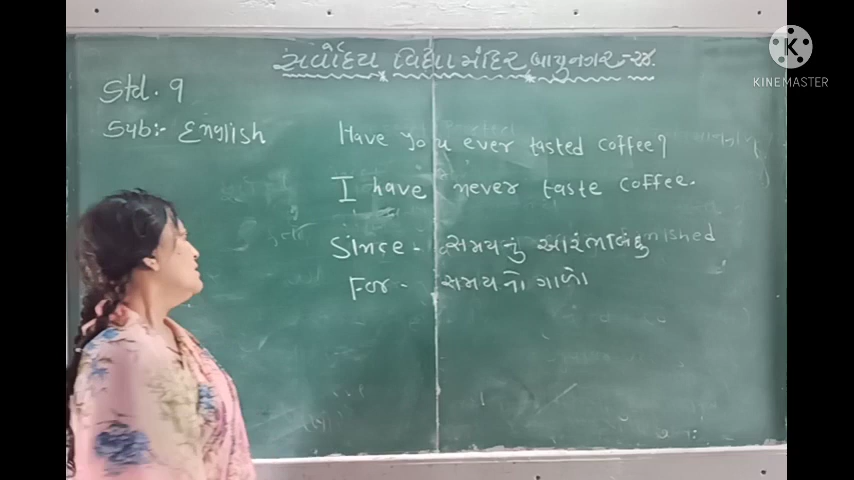 સર્વોદય વિદ્યામંદિર બાપુનગર-૨૪.
K
KINEMASTER
Std. 9
Sub:- English
Have you ever tasted coffee?
I have never taste coffee.
Since - સમયનું આરંભબિંદુ
For - સમયનો ગાળો